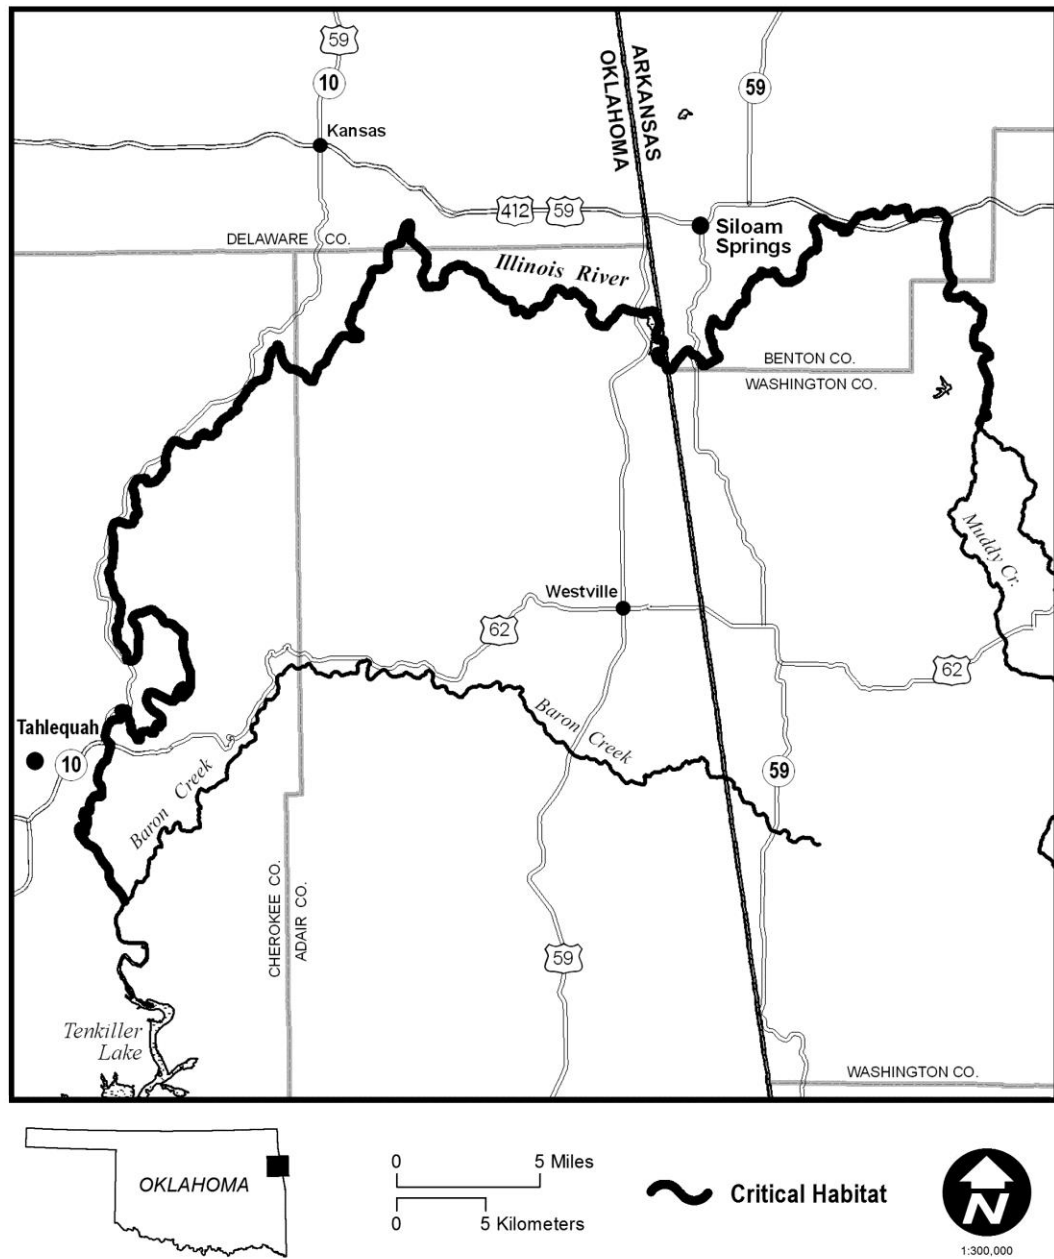 59
10
Kansas
ARKANSAS
OKLAHOMA
59
412
59
Siloam
Springs
DELAWARE CO.
Illinois River
BENTON CO.
WASHINGTON CO.
Muddy Cr.
Westville
62
62
Baron Creek
Tahlequah
10
Baron Creek
59
CHEROKEE CO.
ADAIR CO.
59
Tenkiller
Lake
WASHINGTON CO.
OKLAHOMA
0
5 Miles
0
5 Kilometers
Critical Habitat
N
1:300,000